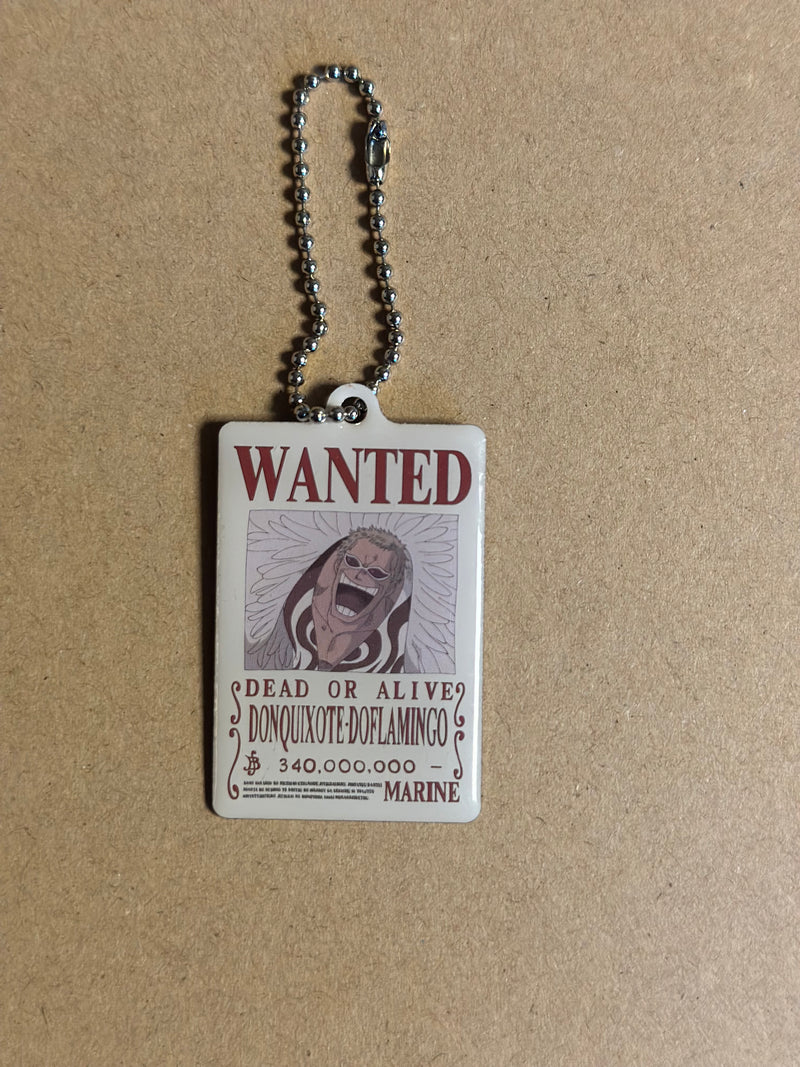 WANTED
DEAD OR ALIVE
DONQUIXOTE·DOFLAMINGO
340,000,000 –
MARINE